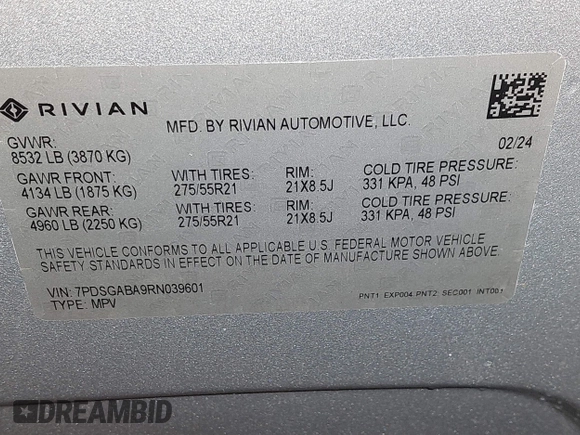 RIVIAN
MFD. BY RIVIAN AUTOMOTIVE, LLC.
GVWR:
8532 LB (3870 KG)
02/24
GAWR FRONT: WITH TIRES: RIM: COLD TIRE PRESSURE:
4134 LB (1875 KG) 275/55R21 21X8.5J 331 KPA, 48 PSI
GAWR REAR: WITH TIRES: RIM: COLD TIRE PRESSURE:
4960 LB (2250 KG) 275/55R21 21X8.5J 331 KPA, 48 PSI
THIS VEHICLE CONFORMS TO ALL APPLICABLE U.S. FEDERAL MOTOR VEHICLE
SAFETY STANDARDS IN EFFECT ON THE DATE OF MANUFACTURE SHOWN ABOVE.
VIN: 7PDSGABA9RN039601
TYPE: MPV
PNT1: EXP004 PNT2: SEC001 INT001
DREAMBID